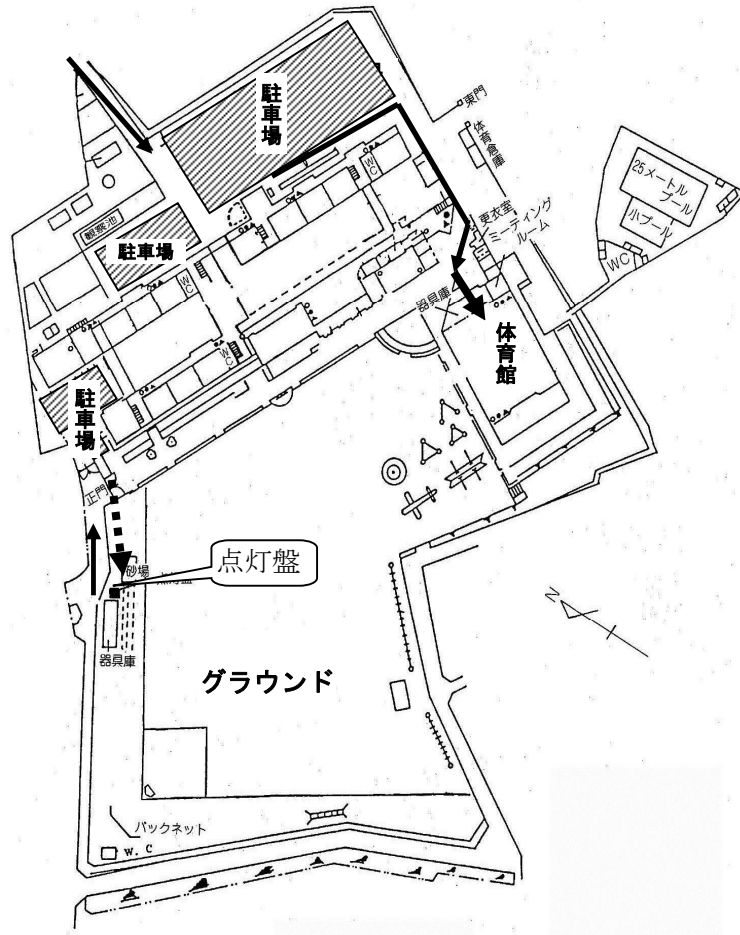 駐車場
東門
体育倉庫
WC
25メートル
プール
小プール
WC
更衣室
ミーティング
ルーム
観察池
駐車場
WC
器具庫
体育館
WC
駐車場
正門
点灯盤
砂場
N
器具庫
グラウンド
バックネット
W.C